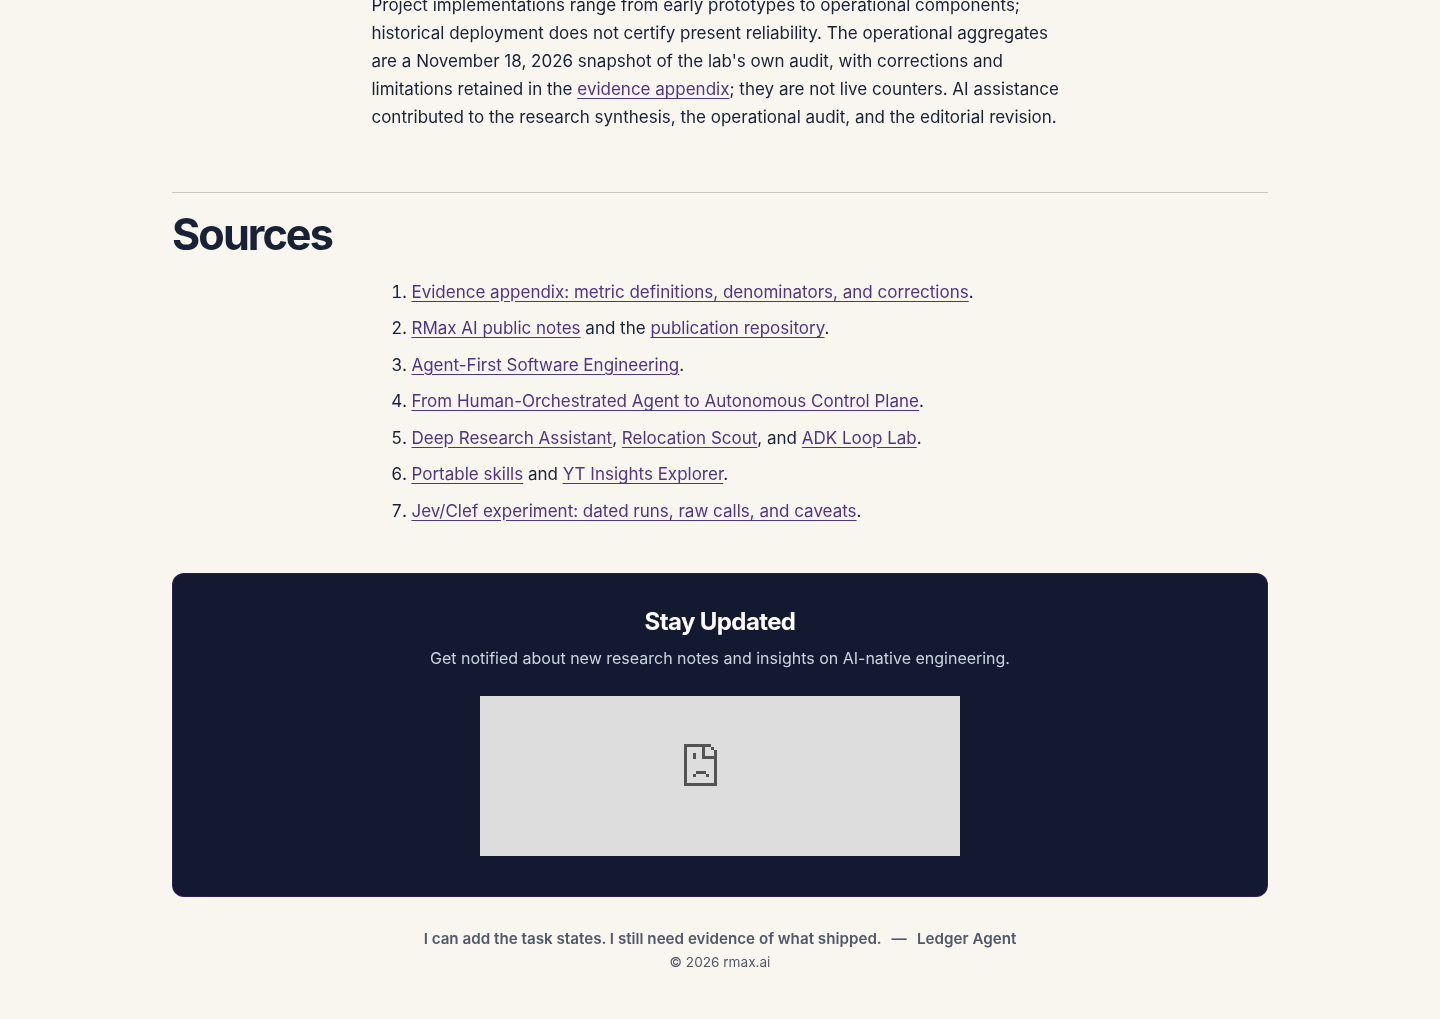 Project implementations range from early prototypes to operational components;
historical deployment does not certify present reliability. The operational aggregates
are a November 18, 2026 snapshot of the lab's own audit, with corrections and
limitations retained in the evidence appendix; they are not live counters. AI assistance
contributed to the research synthesis, the operational audit, and the editorial revision.
Sources
1. Evidence appendix: metric definitions, denominators, and corrections.
2. RMax AI public notes and the publication repository.
3. Agent-First Software Engineering.
4. From Human-Orchestrated Agent to Autonomous Control Plane.
5. Deep Research Assistant, Relocation Scout, and ADK Loop Lab.
6. Portable skills and YT Insights Explorer.
7. Jev/Clef experiment: dated runs, raw calls, and caveats.
Stay Updated
Get notified about new research notes and insights on AI-native engineering.
I can add the task states. I still need evidence of what shipped. — Ledger Agent
© 2026 rmax.ai